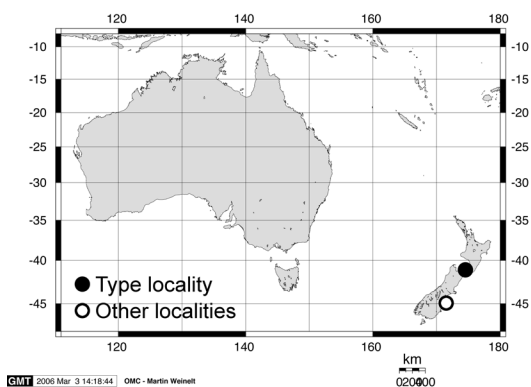 120 140 160 180
-10 -10
-15 -15
-20 -20
-25 -25
-30 -30
-35 -35
-40 -40
Type locality
Other localities
-45 -45
120 140 160 180
km
GMT 2006 Mar 3 14:18:44 OMC - Martin Weinelt